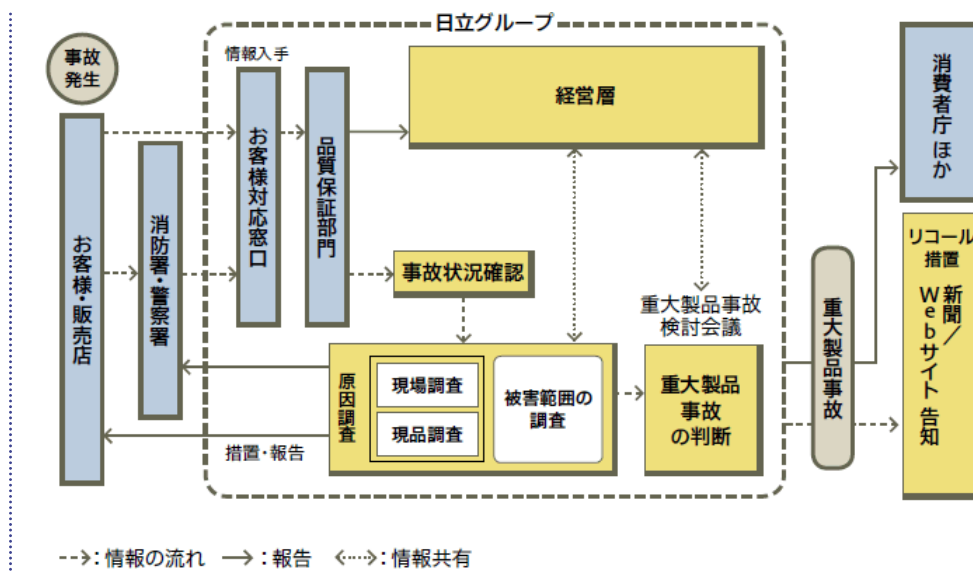 日立グループ
事故
発生
情報入手
お客様・販売店
消防署・警察署
お客様対応窓口
品質保証部門
経営層
事故状況確認
重大製品事故
検討会議
原因調査
現場調査
現品調査
被害範囲の
調査
重大製品
事故
の判断
措置・報告
重大製品事故
消費者庁 ほか
リコール
措置
新聞／
Webサイト 告知
：情報の流れ
：報告
：情報共有